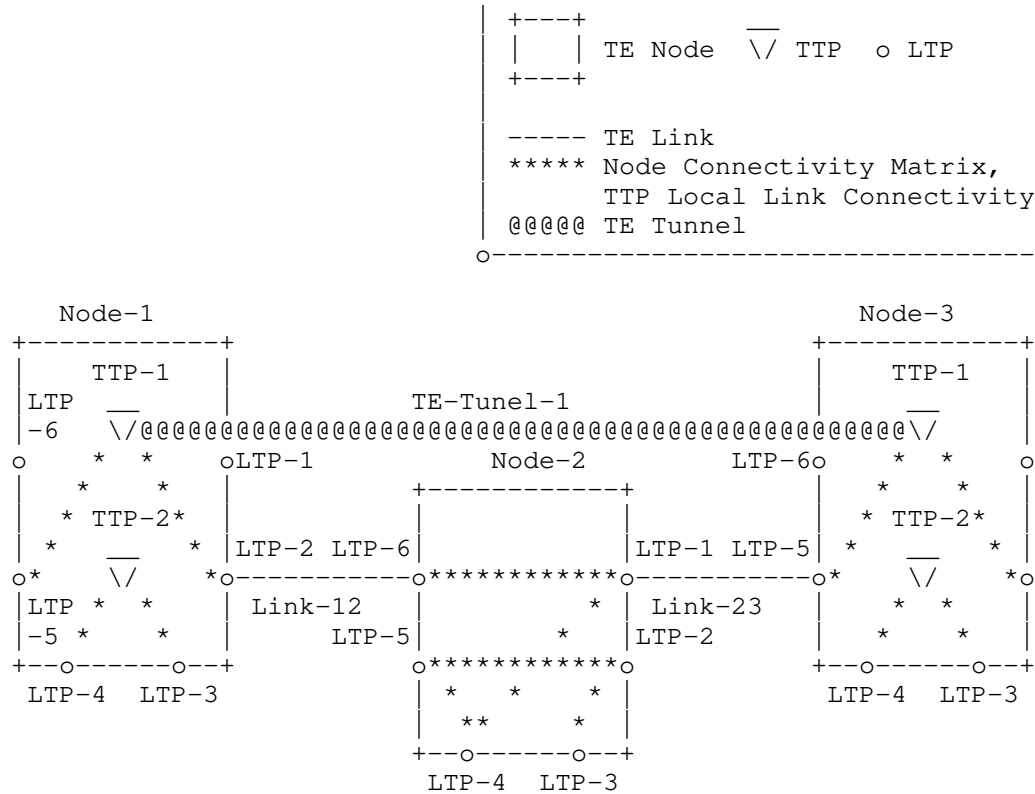 TE Node TTP o LTP
----- TE Link
***** Node Connectivity Matrix,
TTP Local Link Connectivity
@@@@@ TE Tunnel
Node-1 Node-3
TTP-1 TTP-1
LTP TE-Tunel-1
-6
LTP-1 Node-2 LTP-6
TTP-2 TTP-2
LTP-2 LTP-6 LTP-1 LTP-5
LTP Link-12 Link-23
-5 LTP-5 LTP-2
LTP-4 LTP-3 LTP-4 LTP-3
LTP-4 LTP-3